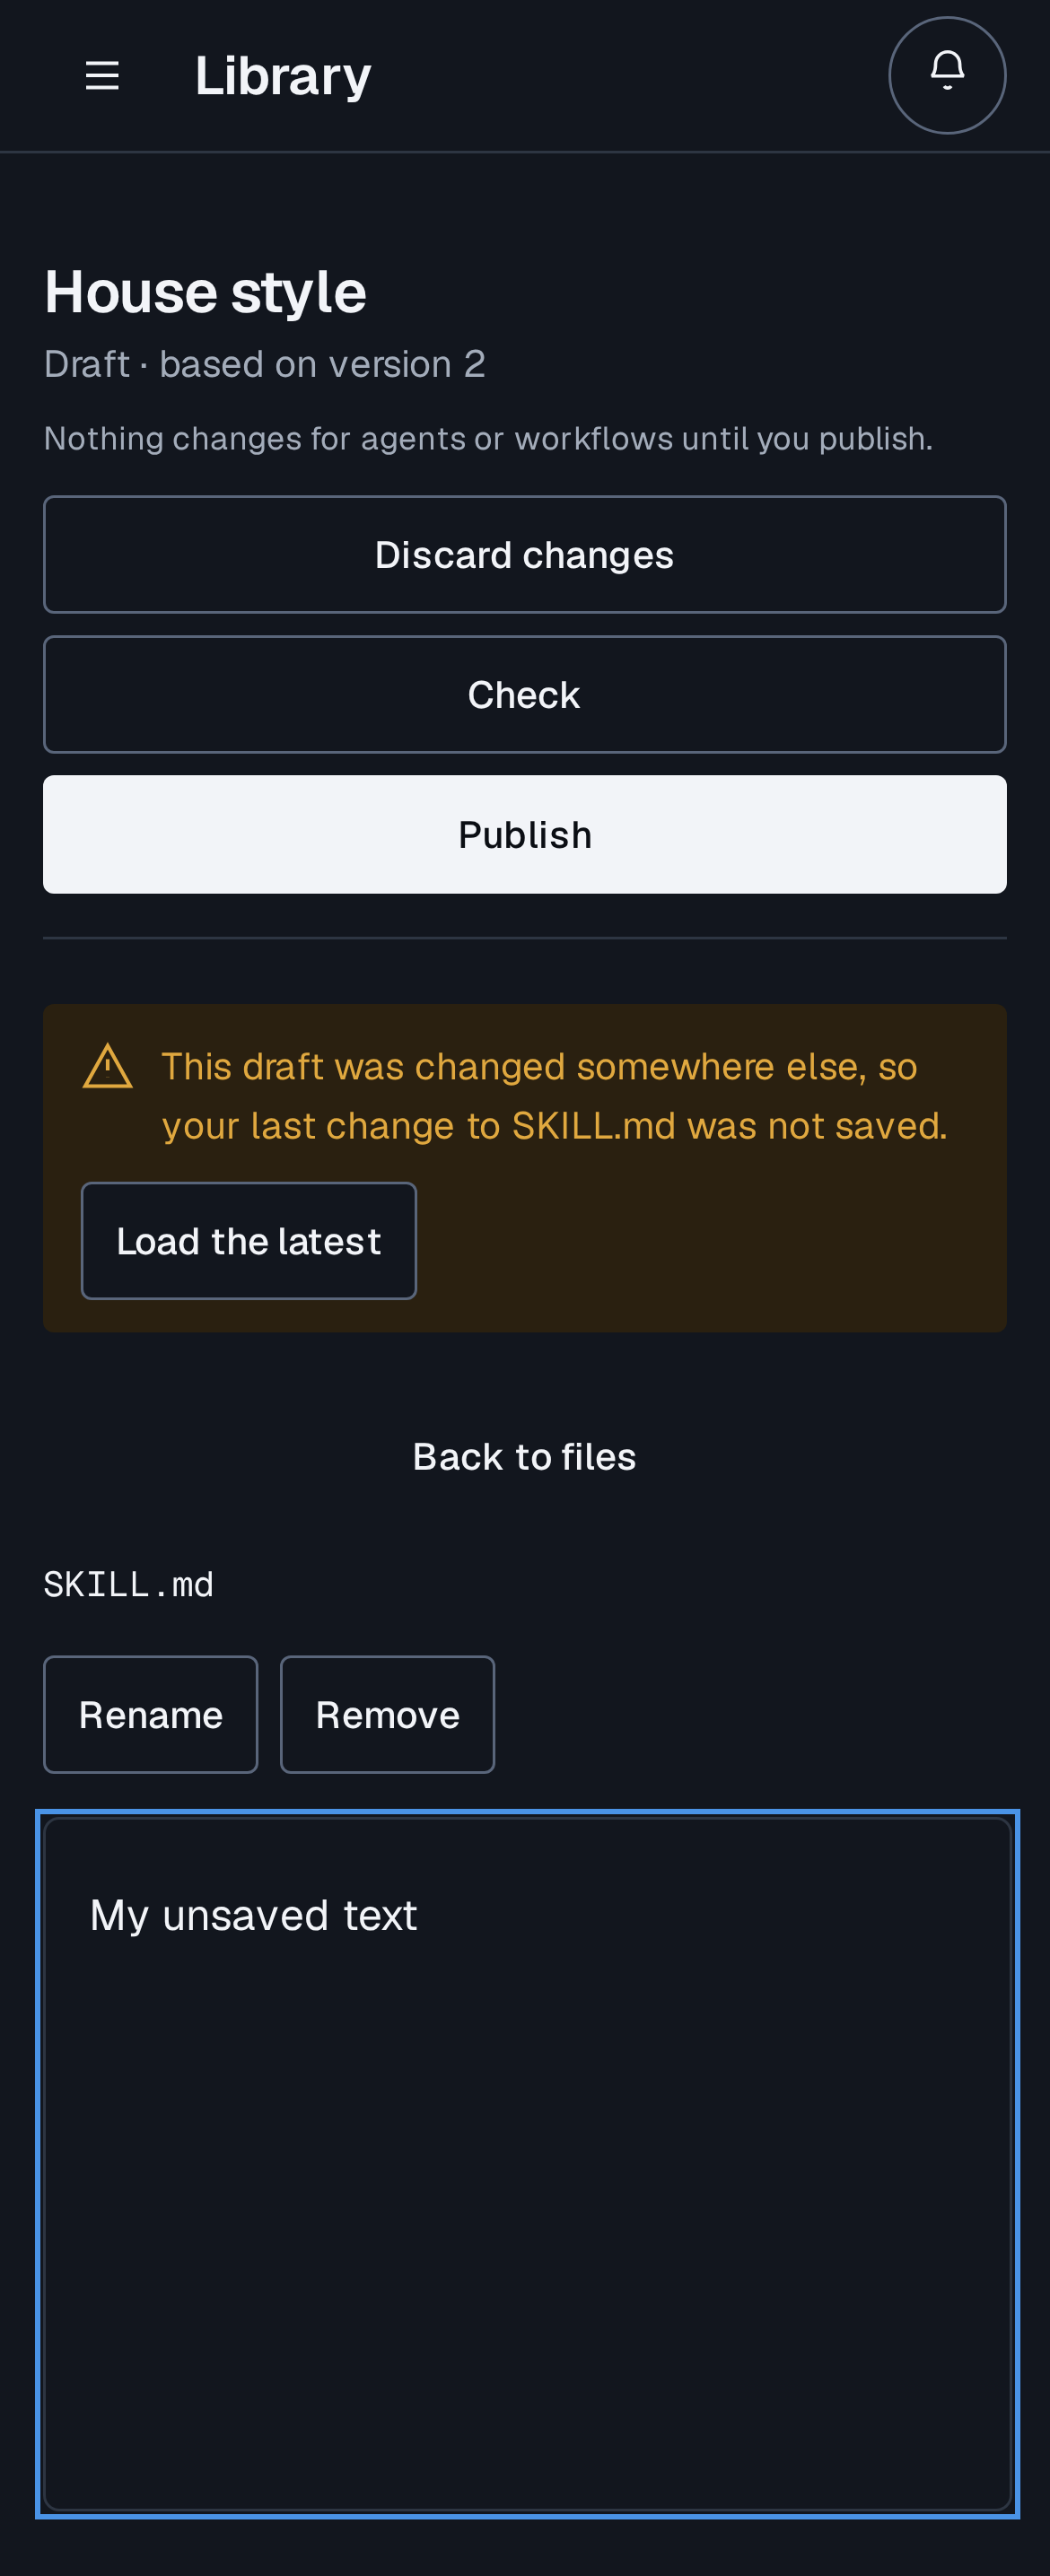 Library
House style
Draft · based on version 2
Nothing changes for agents or workflows until you publish.
Discard changes
Check
Publish
This draft was changed somewhere else, so
your last change to SKILL.md was not saved.
Load the latest
Back to files
SKILL.md
Rename
Remove
My unsaved text